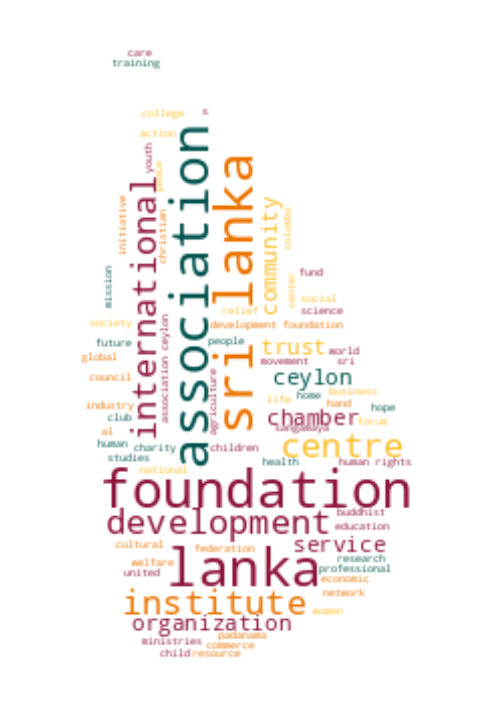 care
training
college
s
action
association
youth
peace
sri lanka
international
initiative
christian
community
colombo
mission
fund
center
social
relief
science
society
development foundation
association ceylon
future
people
trust
world
global
movement
sri
agriculture
council
ceylon
home
business
life
industry
hand
hope
club
chamber
forum
sangamaya
al
human
charity
children
centre
studies
health
human rights
national
foundation
buddhist
development
education
cultural
federation
service
research
welfare
lanka
professional
united
economic
institute
network
women
organization
padanama
ministries
commerce
child
resource